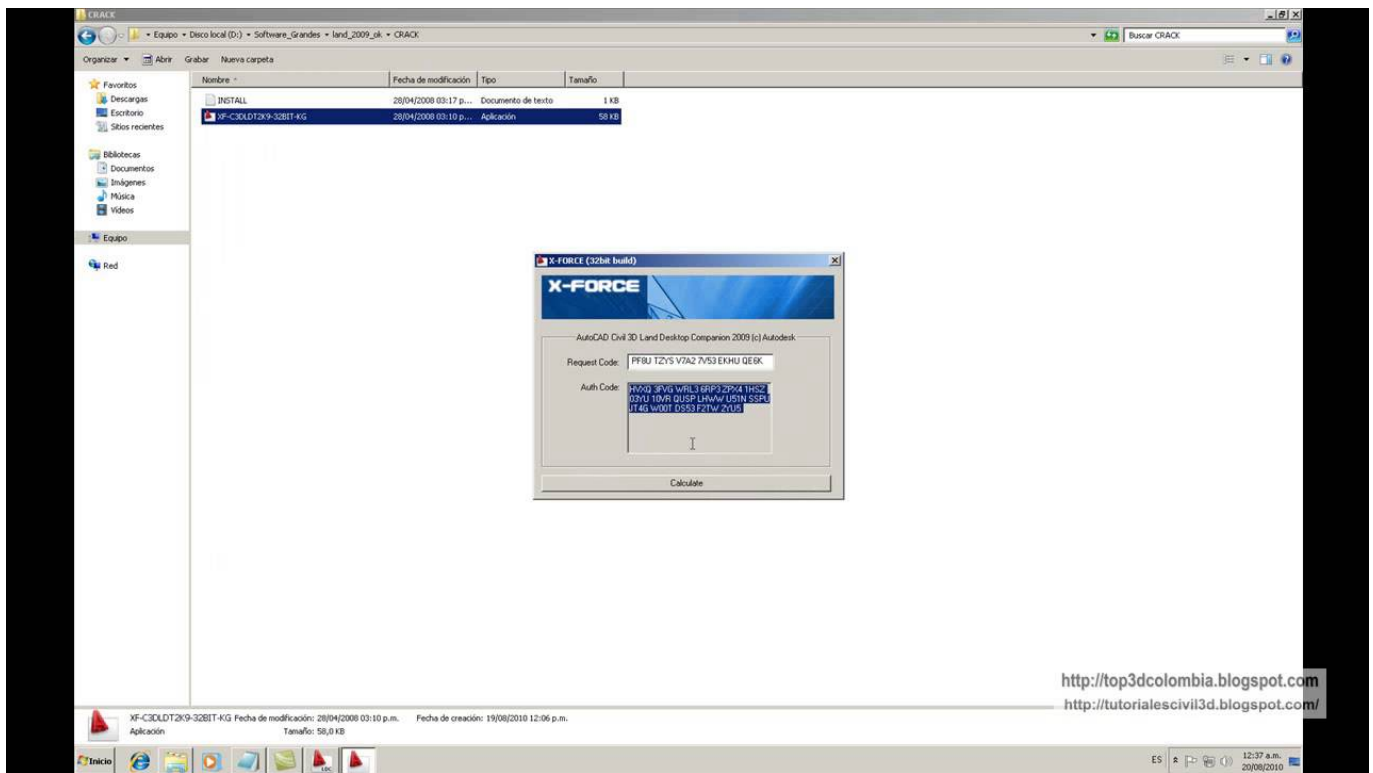 CRACK
Equipo • Disco local (D:) • Software_Grandes • land_2009_ok • CRACK
Buscar CRACK
Organizar Abrir Grabar Nueva carpeta
Favoritos
Descargas
Escritorio
Sitios recientes
Bibliotecas
Documentos
Imágenes
Música
Vídeos
Equipo
Red
Nombre Fecha de modificación Tipo Tamaño
INSTALL 28/04/2008 03:17 p... Documento de texto 1 KB
XF-C3DLDT2K9-32BIT-KG 28/04/2008 03:10 p... Aplicación 58 KB
X-FORCE (32bit build)
X-FORCE
AutoCAD Civil 3D Land Desktop Companion 2009 (c) Autodesk
Request Code: PF8U TZYS V7A2 7V53 EKHU QE6K
Auth Code: HVXQ 3FVG WRL3 6RP3 ZPX4 1HSZ
03YU 10VR QUSP LHWW U51N SSPU
UT4G W00T DS53 F2TW ZYU5
Calculate
http://top3dcolombia.blogspot.com
http://tutorialescivil3d.blogspot.com/
XF-C3DLDT2K9-32BIT-KG Fecha de modificación: 28/04/2008 03:10 p.m. Fecha de creación: 19/08/2010 12:06 p.m.
Aplicación Tamaño: 58,0 KB
Inicio
LDC
ES
12:37 a.m.
20/08/2010